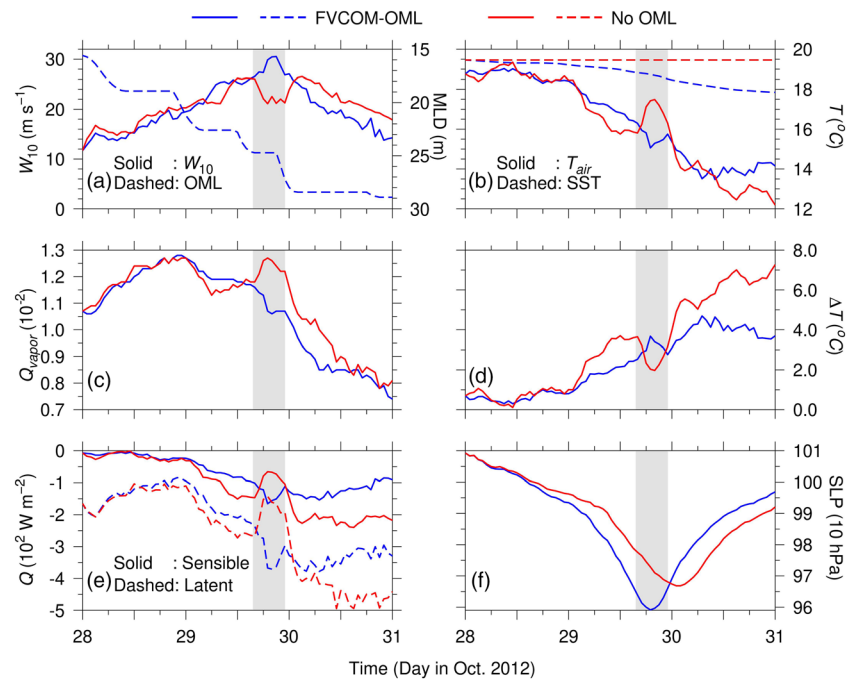 FVCOM-OML No OML
W10 (m s-1)
30
20
10
0
15
20
25
30
MLD (m)
Solid : W10
(a) Dashed: OML
20
18
16
14
12
T (oC)
Solid : Tair
(b) Dashed: SST
Qvapor (10-2)
1.3
1.2
1.1
1.0
0.9
0.8
0.7
(c)
8.0
6.0
4.0
2.0
0.0
ΔT (oC)
(d)
Q (102 W m-2)
0
-1
-2
-3
-4
-5
Solid : Sensible
(e) Dashed: Latent
28 29 30 31
101
100
99
98
97
96
SLP (10 hPa)
(f)
28 29 30 31
Time (Day in Oct. 2012)